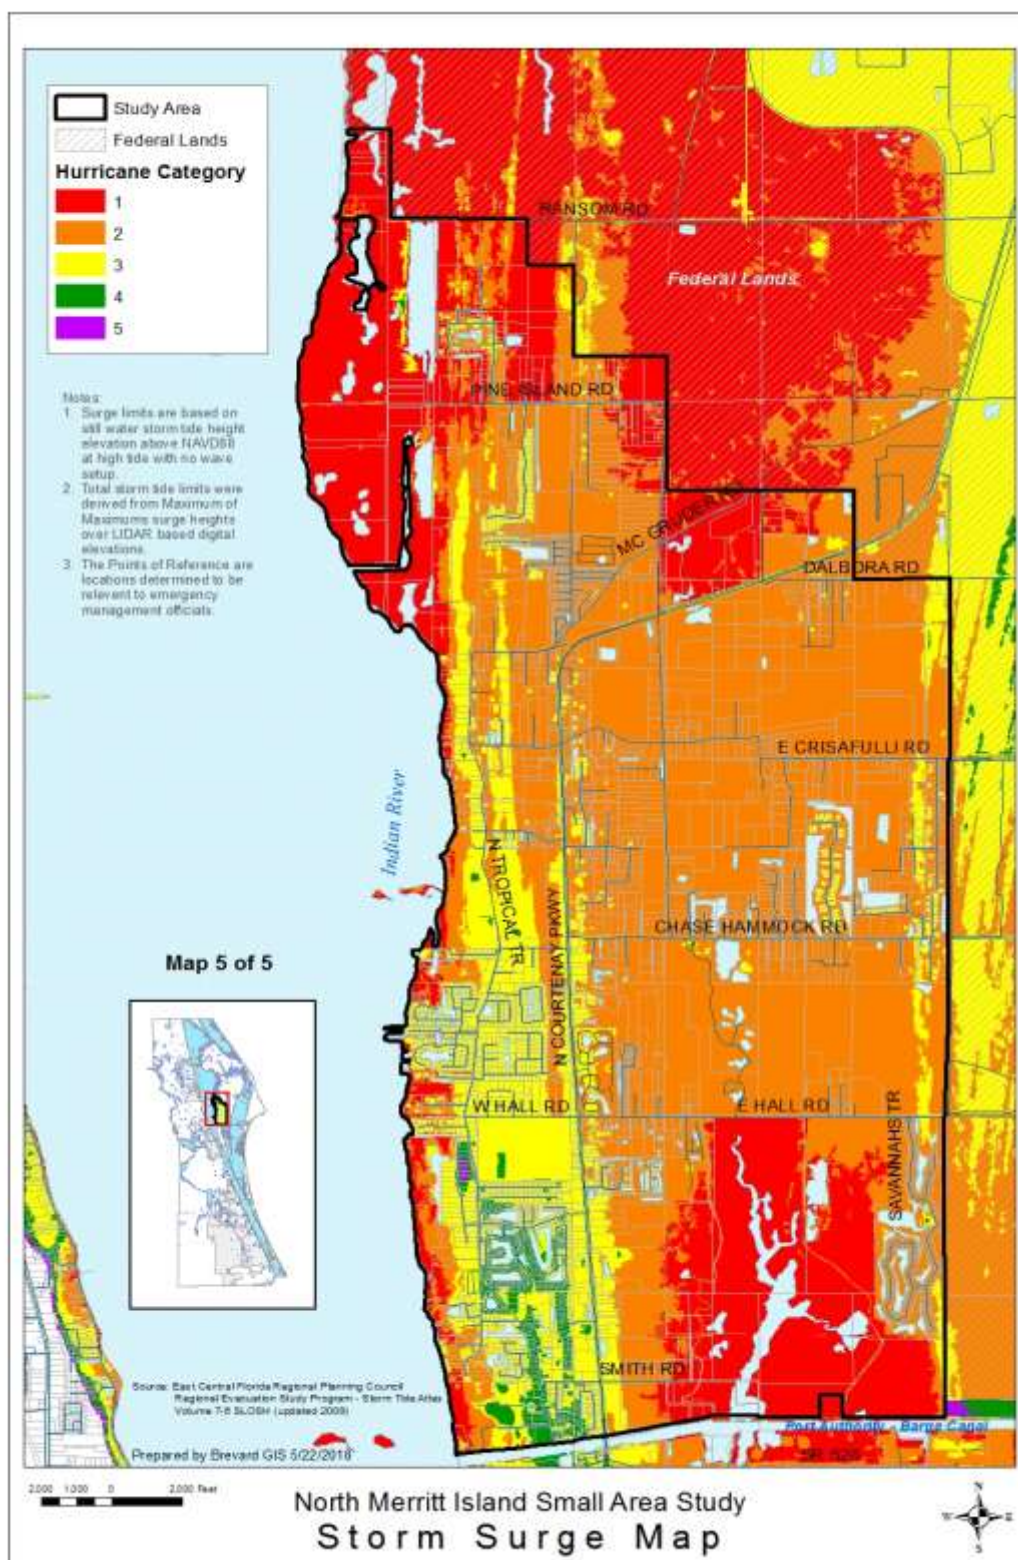 Study Area
Federal Lands
Hurricane Category
1
2
3
4
5
Notes:
1. Surge limits are based on
still water storm tide height
elevation above NAVD88
at high tide with no wave
setup.
2. Total storm tide limits were
derived from Maximum of
Maximums surge heights
over LIDAR based digital
elevations.
3. The Points of Reference are
locations determined to be
relevent to emergency
management officials.
RANSOM RD
Federal Lands
PINE ISLAND RD
MC GRUDER RD
DALBORA RD
E CRISAFULLI RD
Indian River
N TROPICAL TR
N COURTENAY PKWY
CHASE HAMMOCK RD
Map 5 of 5
W HALL RD
E HALL RD
SAVANNAHS TR
SMITH RD
Source: East Central Florida Regional Planning Council
Regional Evacuation Study Program - Storm Tide Atlas
Volume 7-5 SLOSH (updated 2009)
Port Authority - Barge Canal
SR 528
Prepared by Brevard GIS 5/22/2018
2,000 1,000 0 2,000 Feet
North Merritt Island Small Area Study
Storm Surge Map
N
W E
S